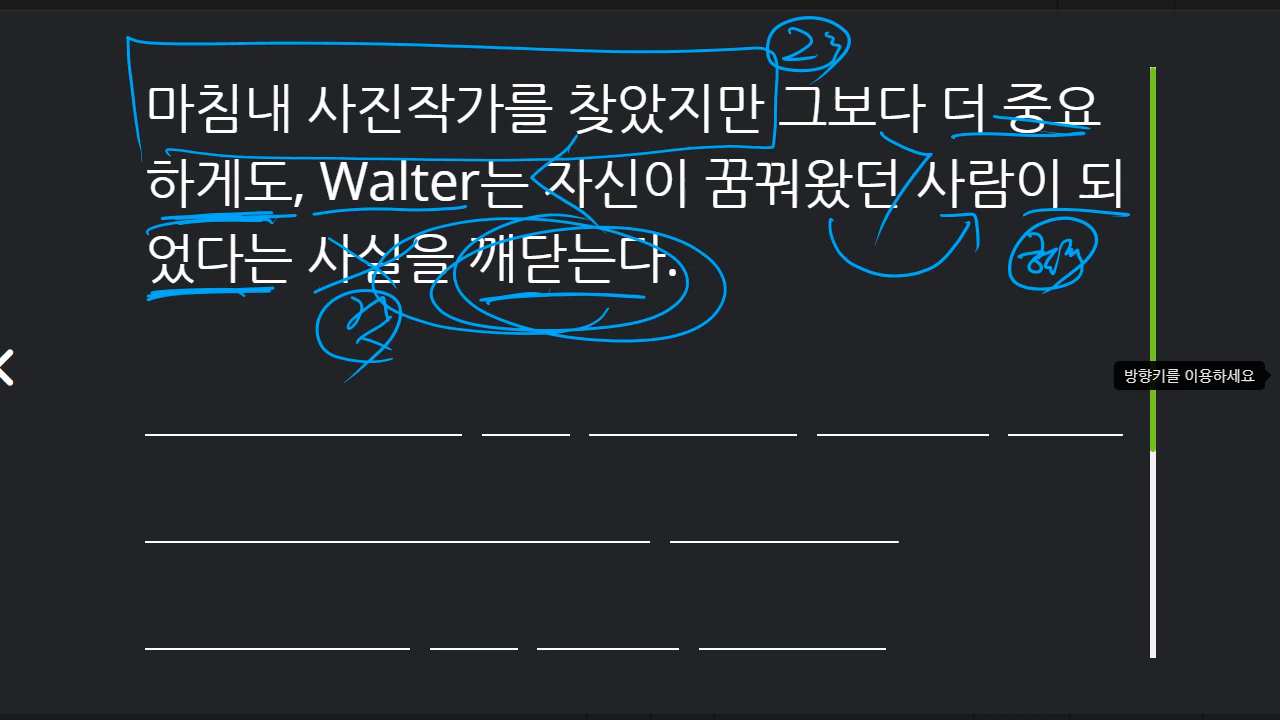 마침내 사진작가를 찾았지만 그보다 더 중요
하게도, Walter는 자신이 꿈꿔왔던 사람이 되
었다는 사실을 깨닫는다.
방향키를 이용하세요